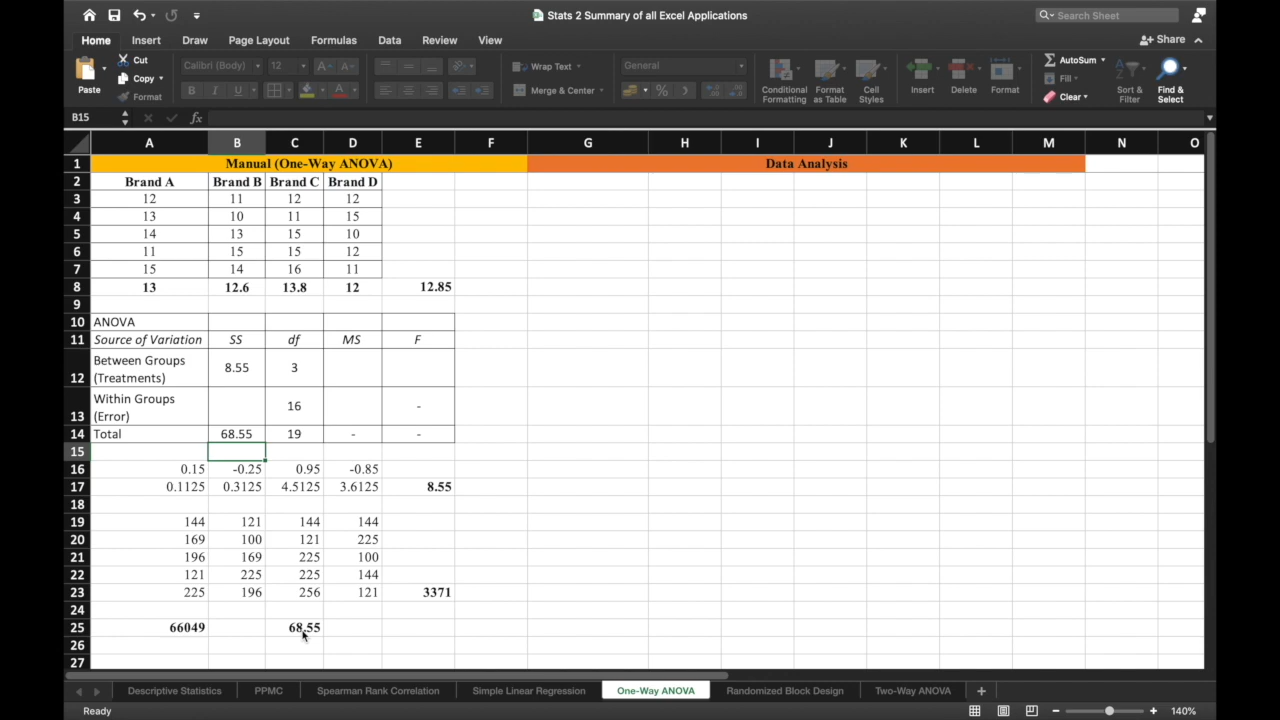 Stats 2 Summary of all Excel Applications
Search Sheet
Home Insert Draw Page Layout Formulas Data Review View
Share
Paste
Cut
Copy
Format
Calibri (Body) 12 A A
B I U A
Wrap Text
Merge & Center
General
%
Conditional Formatting
Format as Table
Cell Styles
Insert
Delete
Format
AutoSum
Fill
Clear
Sort & Filter
Find & Select
B15 fx
A B C D E F G H I J K L M N O
1 Manual (One-Way ANOVA) Data Analysis
2 Brand A Brand B Brand C Brand D
3 12 11 12 12
4 13 10 11 15
5 14 13 15 10
6 11 15 15 12
7 15 14 16 11
8 13 12.6 13.8 12 12.85
9
10 ANOVA
11 Source of Variation SS df MS F
12 Between Groups (Treatments) 8.55 3
13 Within Groups (Error) 16 -
14 Total 68.55 19 - -
15
16 0.15 -0.25 0.95 -0.85
17 0.1125 0.3125 4.5125 3.6125 8.55
18
19 144 121 144 144
20 169 100 121 225
21 196 169 225 100
22 121 225 225 144
23 225 196 256 121 3371
24
25 66049 68.55
26
27
Descriptive Statistics PPMC Spearman Rank Correlation Simple Linear Regression One-Way ANOVA Randomized Block Design Two-Way ANOVA +
Ready 140%